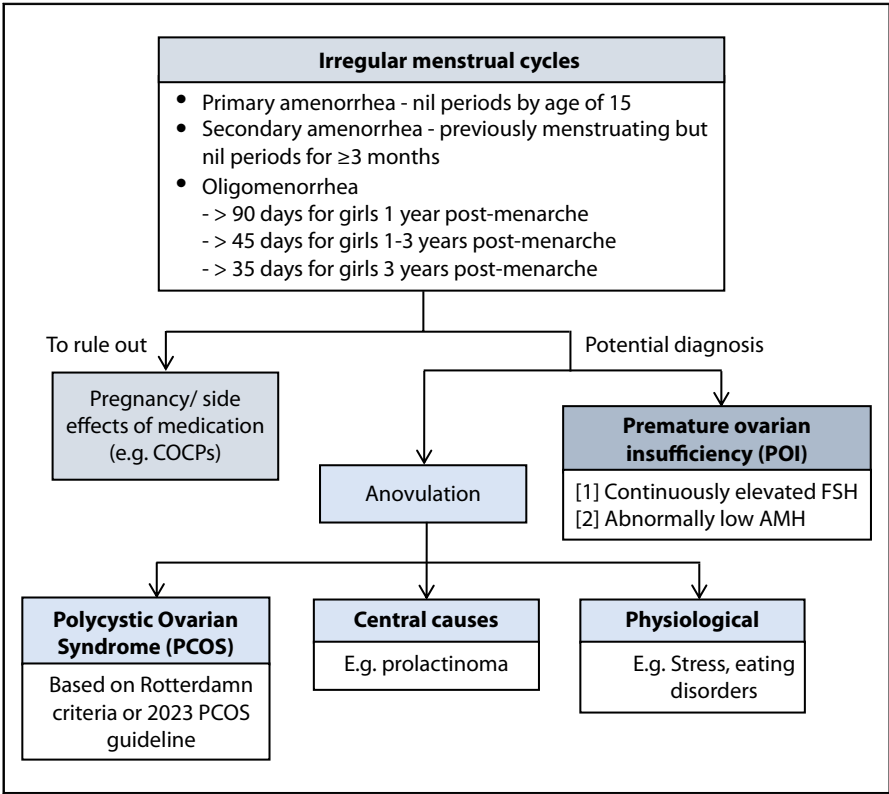 Irregular menstrual cycles
• Primary amenorrhea - nil periods by age of 15
• Secondary amenorrhea - previously menstruating but
nil periods for ≥3 months
• Oligomenorrhea
- > 90 days for girls 1 year post-menarche
- > 45 days for girls 1-3 years post-menarche
- > 35 days for girls 3 years post-menarche
To rule out
Potential diagnosis
Pregnancy/ side
effects of medication
(e.g. COCPs)
Premature ovarian
insufficiency (POI)
[1] Continuously elevated FSH
[2] Abnormally low AMH
Anovulation
Polycystic Ovarian
Syndrome (PCOS)
Based on Rotterdamn
criteria or 2023 PCOS
guideline
Central causes
E.g. prolactinoma
Physiological
E.g. Stress, eating
disorders